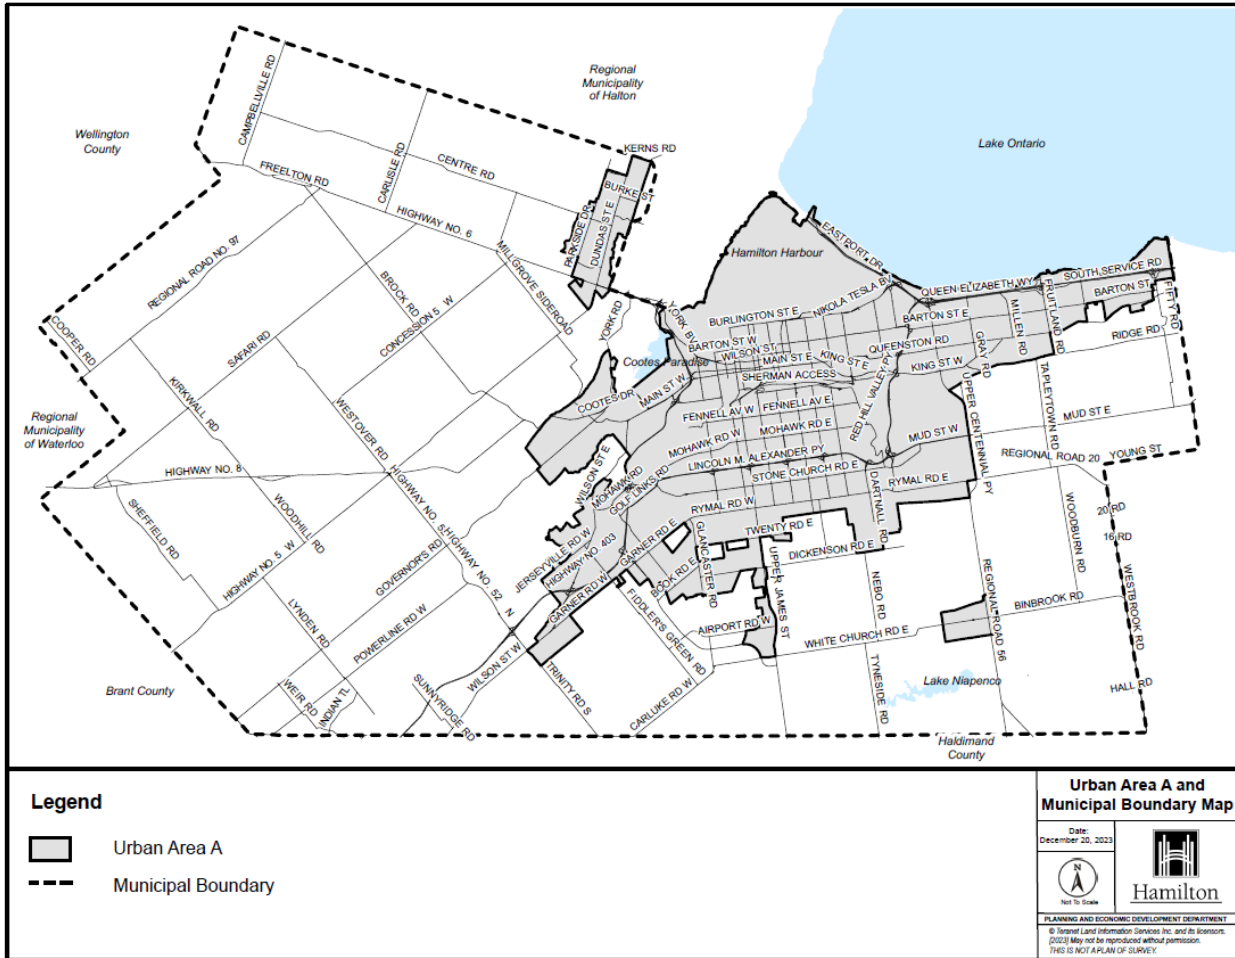 Regional
Municipality
of Halton
Wellington
County
Lake Ontario
CAMPBELLVILLE RD
KERNS RD
CENTRE RD
CARLISLE RD
FREELTON RD
BURKE ST
PARKSIDE DR
DUNDAS ST E
HIGHWAY NO. 6
REGIONAL ROAD NO. 97
MILLGROVE SIDEROAD
EASTPORT DR
Hamilton Harbour
SOUTH SERVICE RD
QUEEN ELIZABETH WY
NIKOLA TESLA BV
BROCK RD
CONCESSION 5 W
SAFARI RD
COOPER RD
YORK RD
YORK BV
BURLINGTON ST E
BARTON ST E
BARTON ST
FRUITLAND RD
MILLEN RD
FIFTY RD
RIDGE RD
BARTON ST W
WILSON ST
MAIN ST E
KING ST E
QUEENSTON RD
GRAY RD
Cootes Paradise
SHERMAN ACCESS
KING ST W
KIRKWALL RD
WESTOVER RD
COOTES DR
MAIN ST W
RED HILL VALLEY PY
TAPLEYTOWN RD
UPPER CENTENNIAL PY
FENNELL AV W
FENNELL AV E
MUD ST E
Regional
Municipality
of Waterloo
MOHAWK RD W
MOHAWK RD E
MUD ST W
LINCOLN M. ALEXANDER PY
REGIONAL ROAD 20
YOUNG ST
HIGHWAY NO. 8
WILSON ST E
MOHAWK RD
GOLF LINKS RD
STONE CHURCH RD E
RYMAL RD E
DARTNALL RD
SHEFFIELD RD
WOODHILL RD
HIGHWAY NO. 52
RYMAL RD W
WOODBURN RD
20 RD
16 RD
HIGHWAY NO. 5 W
GOVERNOR'S RD
HIGHWAY NO. 52 N
JERSEYVILLE RD W
HIGHWAY NO. 403
GARNER RD E
GLANCASTER RD
TWENTY RD E
DICKENSON RD E
BOOK RD E
UPPER JAMES ST
NEBO RD
REGIONAL ROAD 56
BINBROOK RD
WESTBROOK RD
LYNDEN RD
POWERLINE RD W
GARNER RD W
FIDDLER'S GREEN RD
AIRPORT RD W
WHITE CHURCH RD E
Brant County
WEIR RD
INDIAN TL
SUNNYRIDGE RD
WILSON ST W
TRINITY RD S
CARLUKE RD W
TYNESIDE RD
Lake Niapenco
HALL RD
Haldimand
County
Legend
Urban Area A
Municipal Boundary
Urban Area A and
Municipal Boundary Map
Date:
December 20, 2023
N
Not To Scale
Hamilton
PLANNING AND ECONOMIC DEVELOPMENT DEPARTMENT
© Teranet Land Information Services Inc. and its licensors.
[2023] May not be reproduced without permission.
THIS IS NOT A PLAN OF SURVEY.